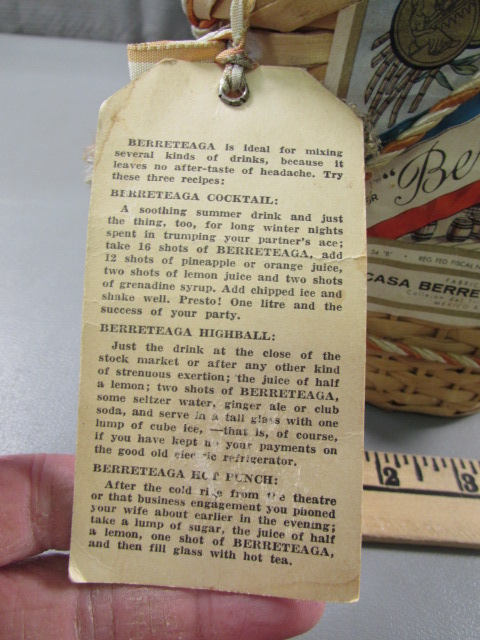 BERRETEAGA is ideal for mixing
several kinds of drinks, because it
leaves no after-taste of headache. Try
these three recipes:
BERRETEAGA COCKTAIL:
A soothing summer drink and just
the thing, too, for long winter nights
spent in trumping your partner's ace;
take 16 shots of BERRETEAGA, add
12 shots of pineapple or orange juice,
two shots of lemon juice and two shots
of grenadine syrup. Add chipped ice and
shake well. Presto! One litre and the
success of your party.
BERRETEAGA HIGHBALL:
Just the drink at the close of the
stock market or after any other kind
of strenuous exertion; the juice of half
a lemon; two shots of BERRETEAGA,
some seltzer water, ginger ale or club
soda, and serve in a tall glass with one
lump of cube ice, —that is, of course,
if you have kept up your payments on
the good old electric refrigerator.
BERRETEAGA HOT PUNCH:
After the cold ride from the theatre
or that business engagement you phoned
your wife about earlier in the evening;
take a lump of sugar, the juice of half
a lemon, one shot of BERRETEAGA,
and then fill glass with hot tea.
"Be
REG FED
CASA BERRE
2
3